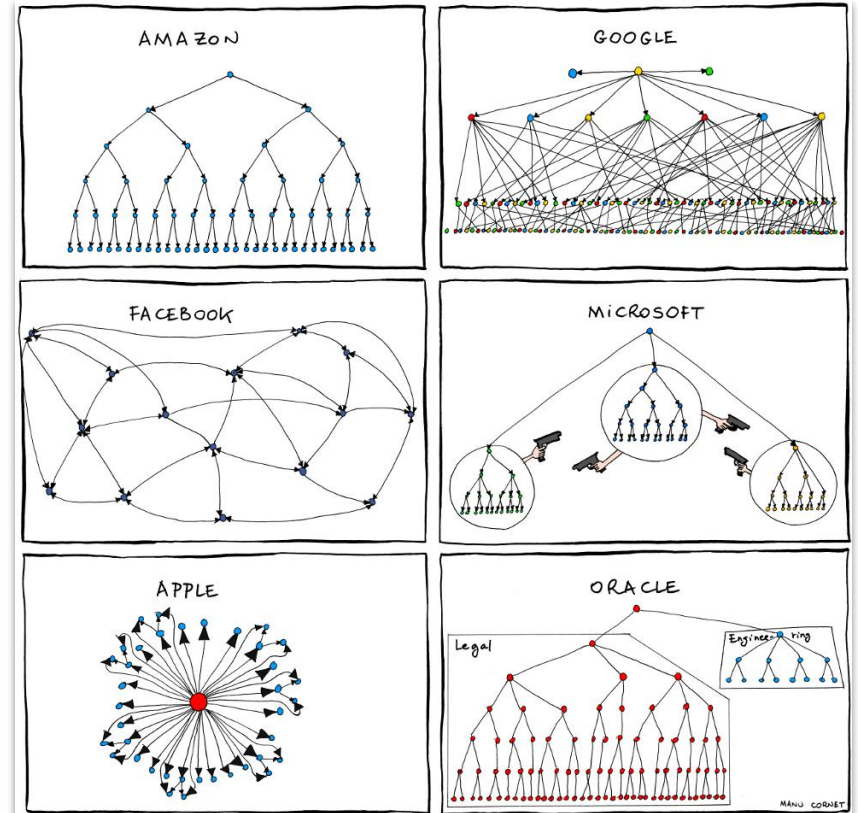 AMAZON
GOOGLE
FACEBOOK
MICROSOFT
APPLE
ORACLE
Legal
Engineering
MANU CORNET